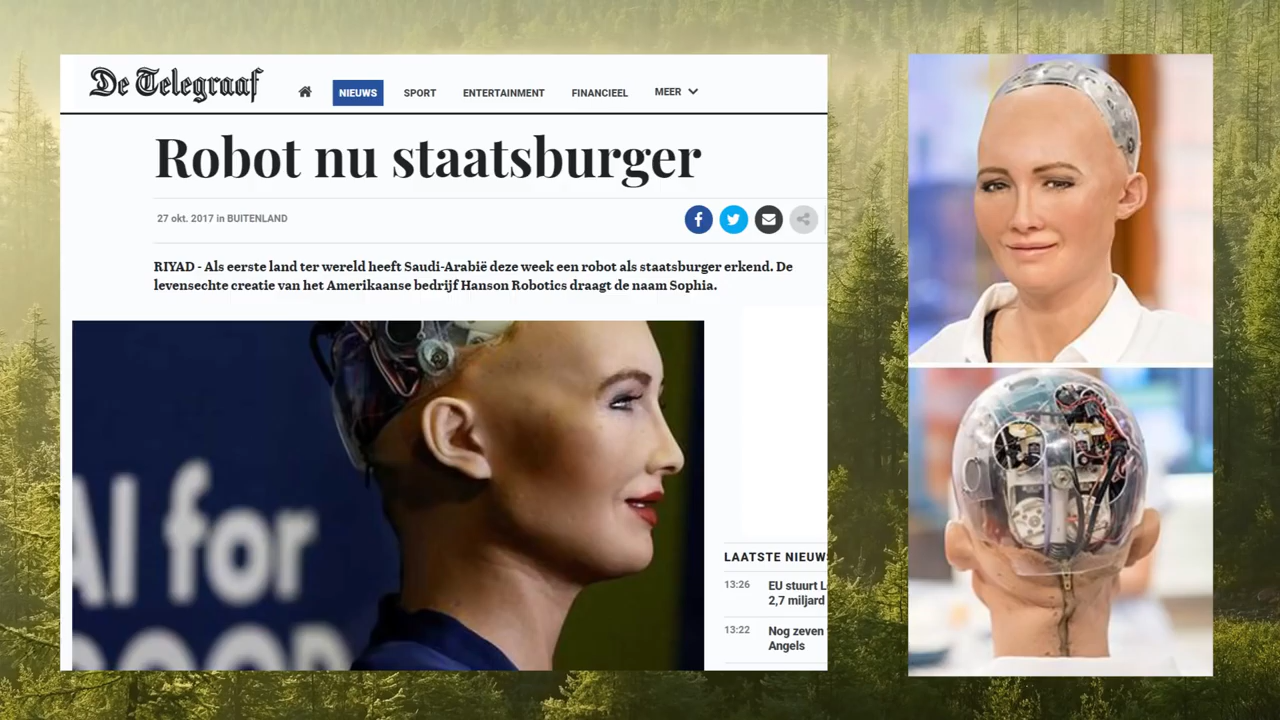 De Telegraaf
NIEUWS SPORT ENTERTAINMENT FINANCIEEL MEER
Robot nu staatsburger
27 okt. 2017 in BUITENLAND
RIYAD - Als eerste land ter wereld heeft Saudi-Arabië deze week een robot als staatsburger erkend. De
levensechte creatie van het Amerikaanse bedrijf Hanson Robotics draagt de naam Sophia.
AI for
GOOD
LAATSTE NIEUW
13:26 EU stuurt L
2,7 miljard
13:22 Nog zeven
Angels